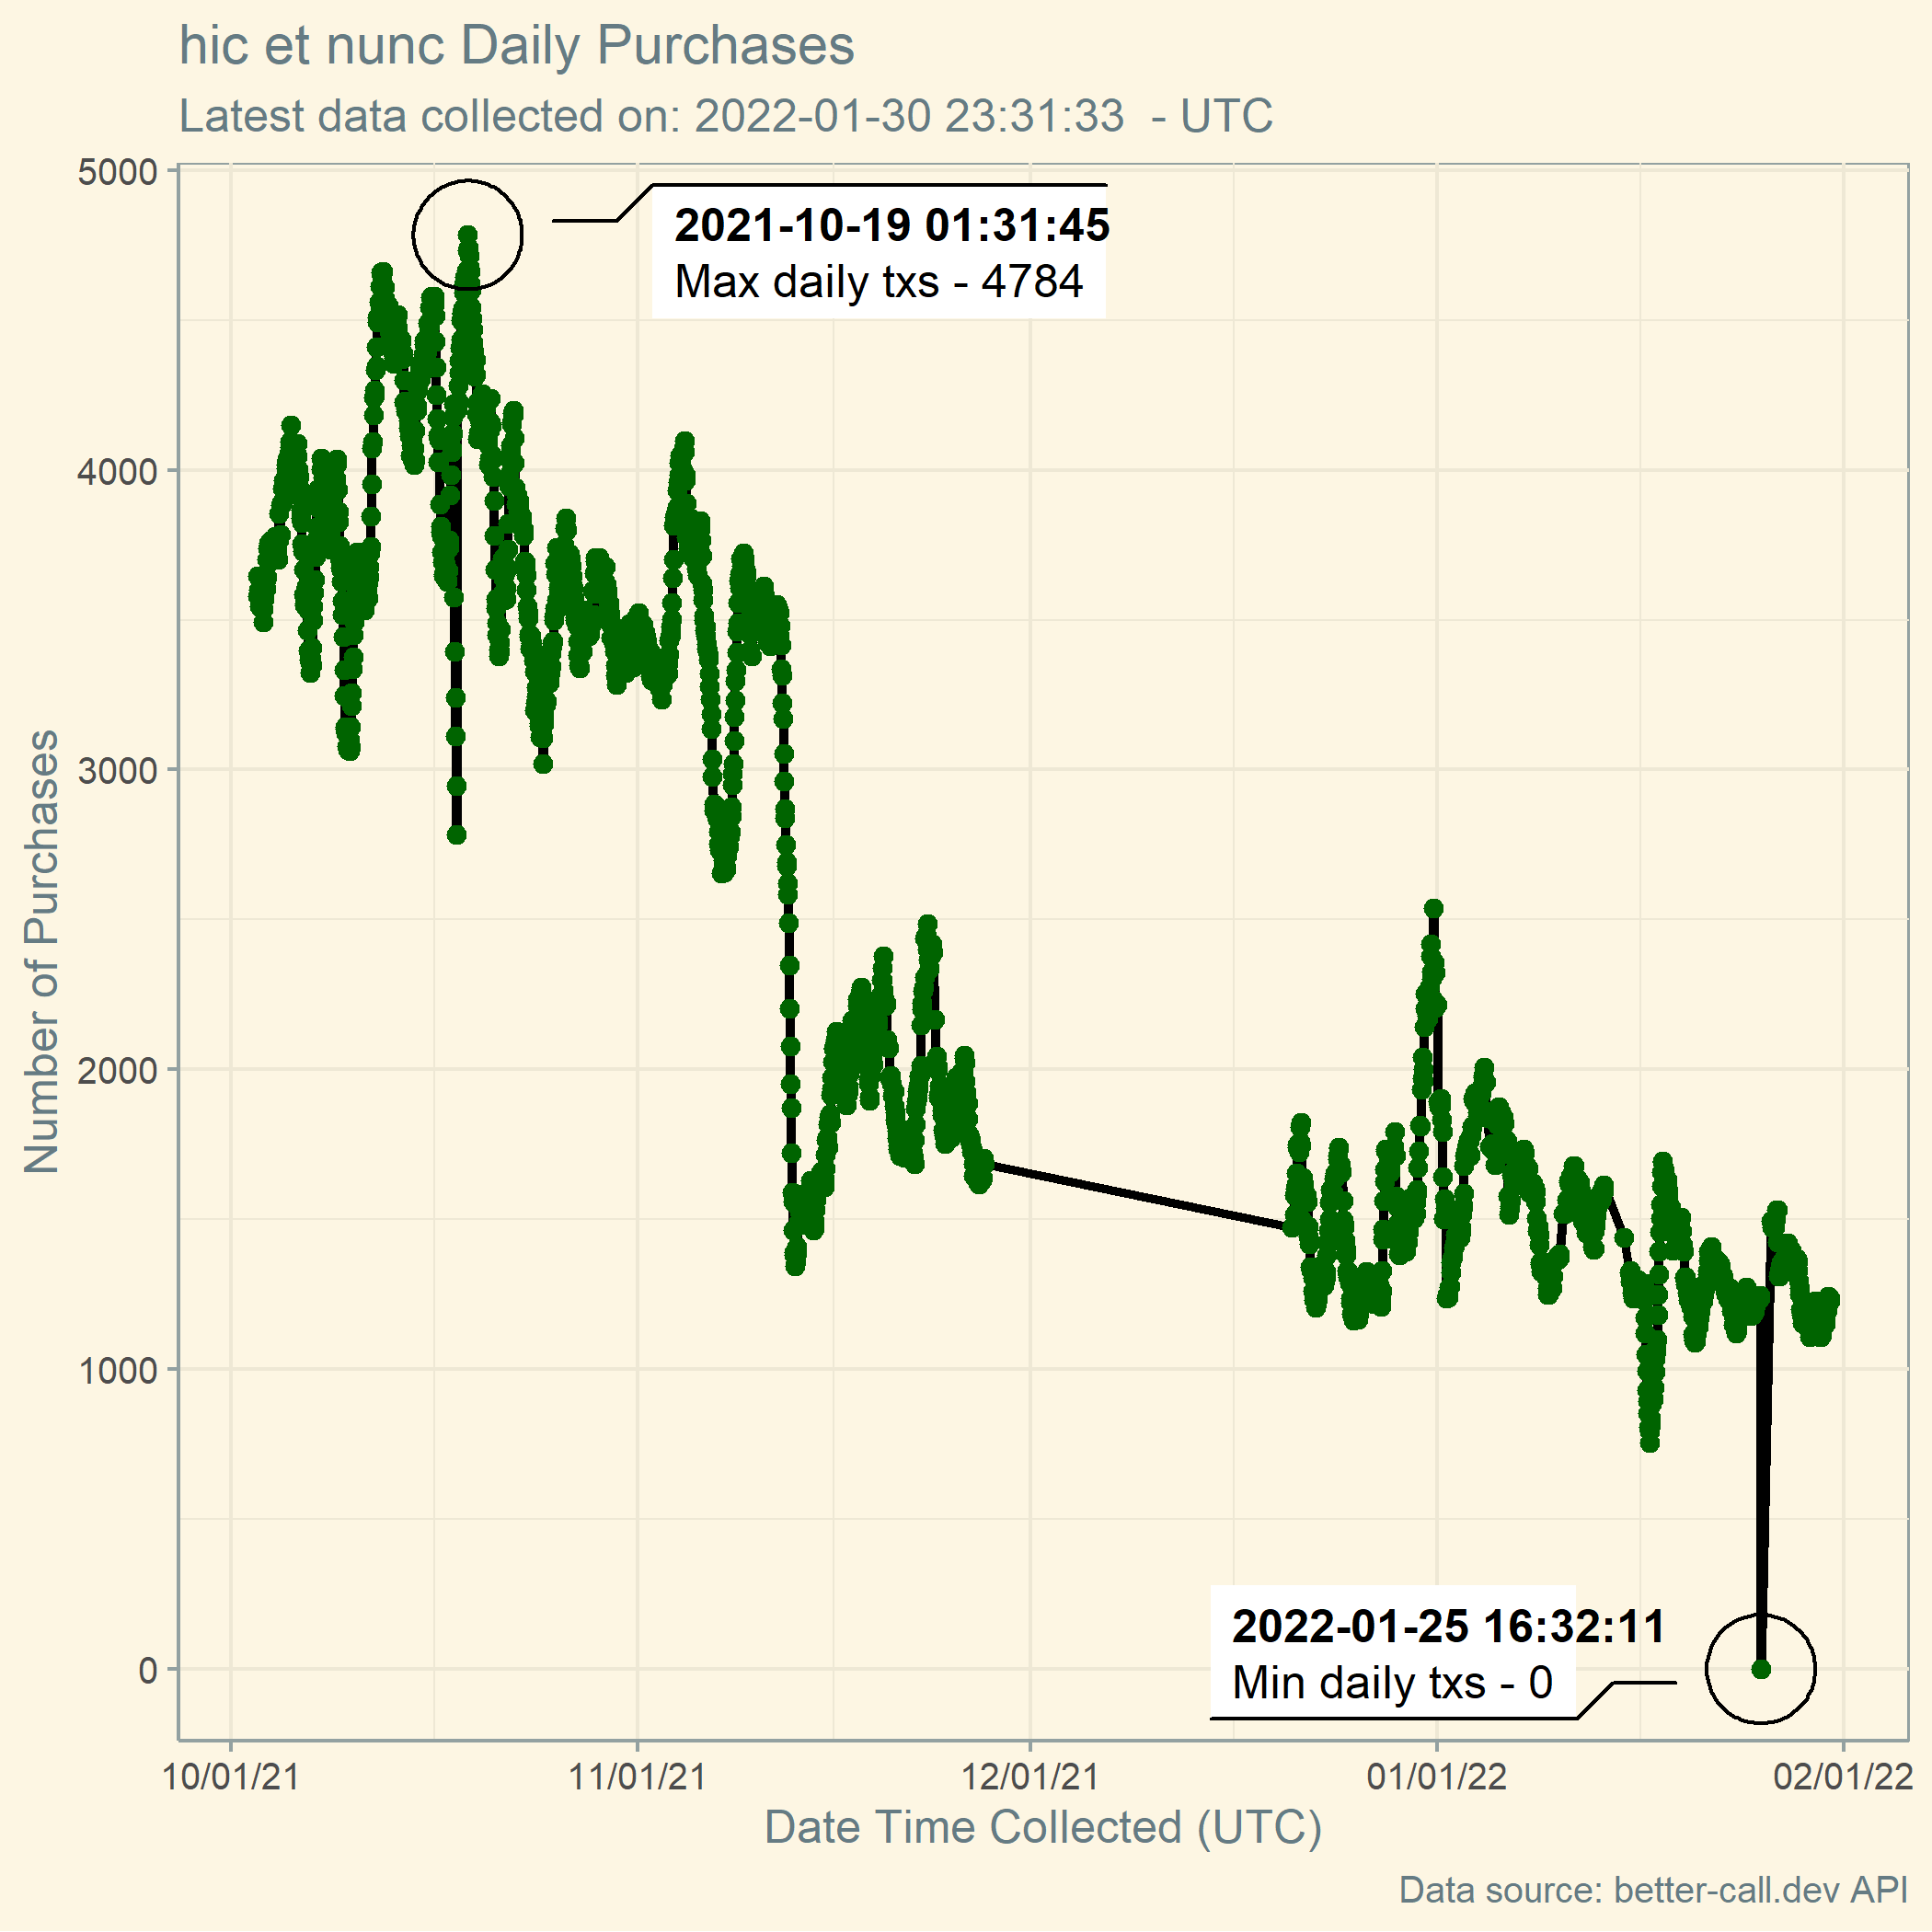 hic et nunc Daily Purchases
Latest data collected on: 2022-01-30 23:31:33  - UTC
5000
2021-10-19 01:31:45
Max daily txs - 4784
4000
3000
2000
1000
0
Number of Purchases
2022-01-25 16:32:11
Min daily txs - 0
10/01/21 11/01/21 12/01/21 01/01/22 02/01/22
Date Time Collected (UTC)
Data source: better-call.dev API